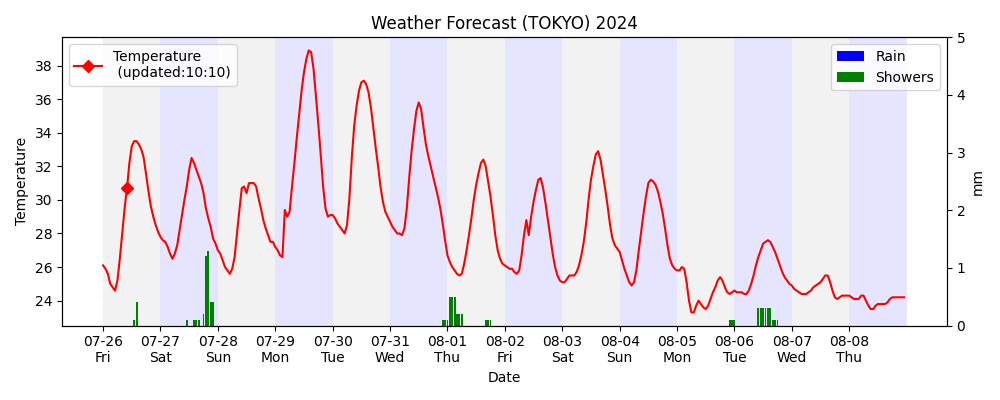 Weather Forecast (TOKYO) 2024
Temperature
(updated:10:10)
Rain
Showers
38
36
34
32
30
28
26
24
Temperature
5
4
3
2
1
0
mm
07-26 07-27 07-28 07-29 07-30 07-31 08-01 08-02 08-03 08-04 08-05 08-06 08-07 08-08
Fri Sat Sun Mon Tue Wed Thu Fri Sat Sun Mon Tue Wed Thu
Date